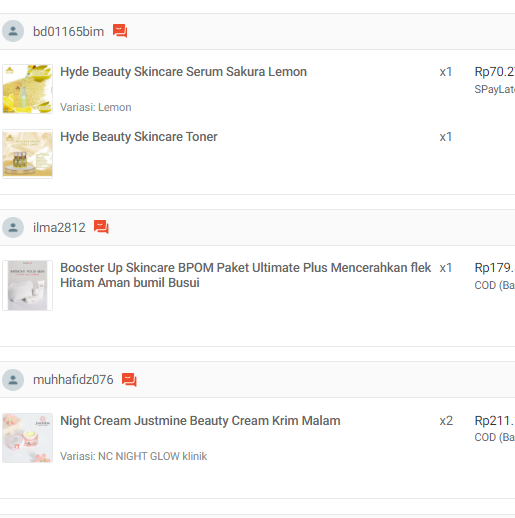 bd01165bim
Hyde Beauty Skincare Serum Sakura Lemon x1 Rp70.2
SPayLat
Variasi: Lemon
Hyde Beauty Skincare Toner x1
ilma2812
Booster Up Skincare BPOM Paket Ultimate Plus Mencerahkan flek x1 Rp179.
Hitam Aman bumil Busui COD (Ba
muhhafidz076
Night Cream Justmine Beauty Cream Krim Malam x2 Rp211.
COD (Ba
Variasi: NC NIGHT GLOW klinik